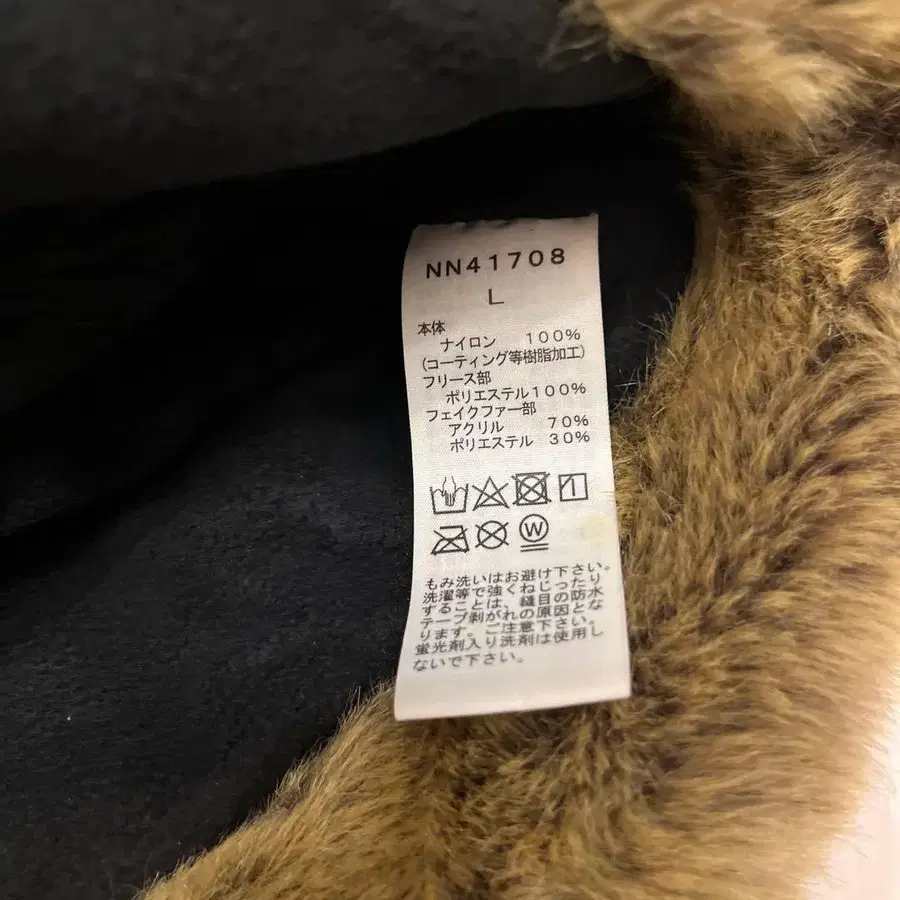 NN41708
L
本体
ナイロン 100%
(コーティング等樹脂加工)
フリース部
ポリエステル100%
フェイクファー部
アクリル 70%
ポリエステル 30%
1
W
もみ洗いはお避け下さい。
洗濯等で強くねじったり
することは、縫目の防水
テープ剥がれの原因とな
ります。ご注意下さい。
蛍光剤入り洗剤は使用し
ないで下さい。